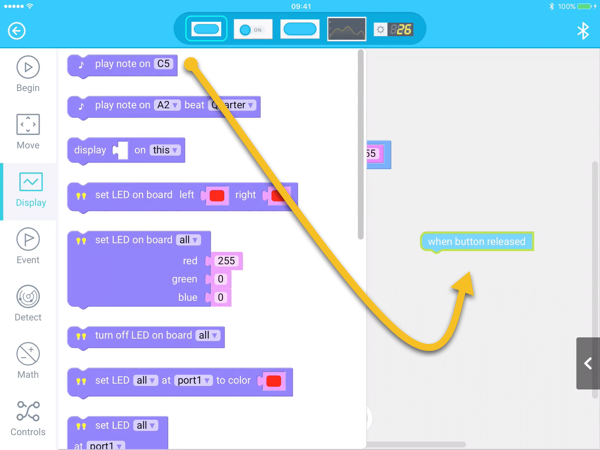 09:41
100%
ON
26
Begin
Move
Display
Event
Detect
Math
Controls
play note on C5
play note on A2 beat Quarter
display on this
set LED on board left right
set LED on board all
red 255
green 0
blue 0
turn off LED on board all
set LED all at port1 to color
set LED all
at port1
55
when button released